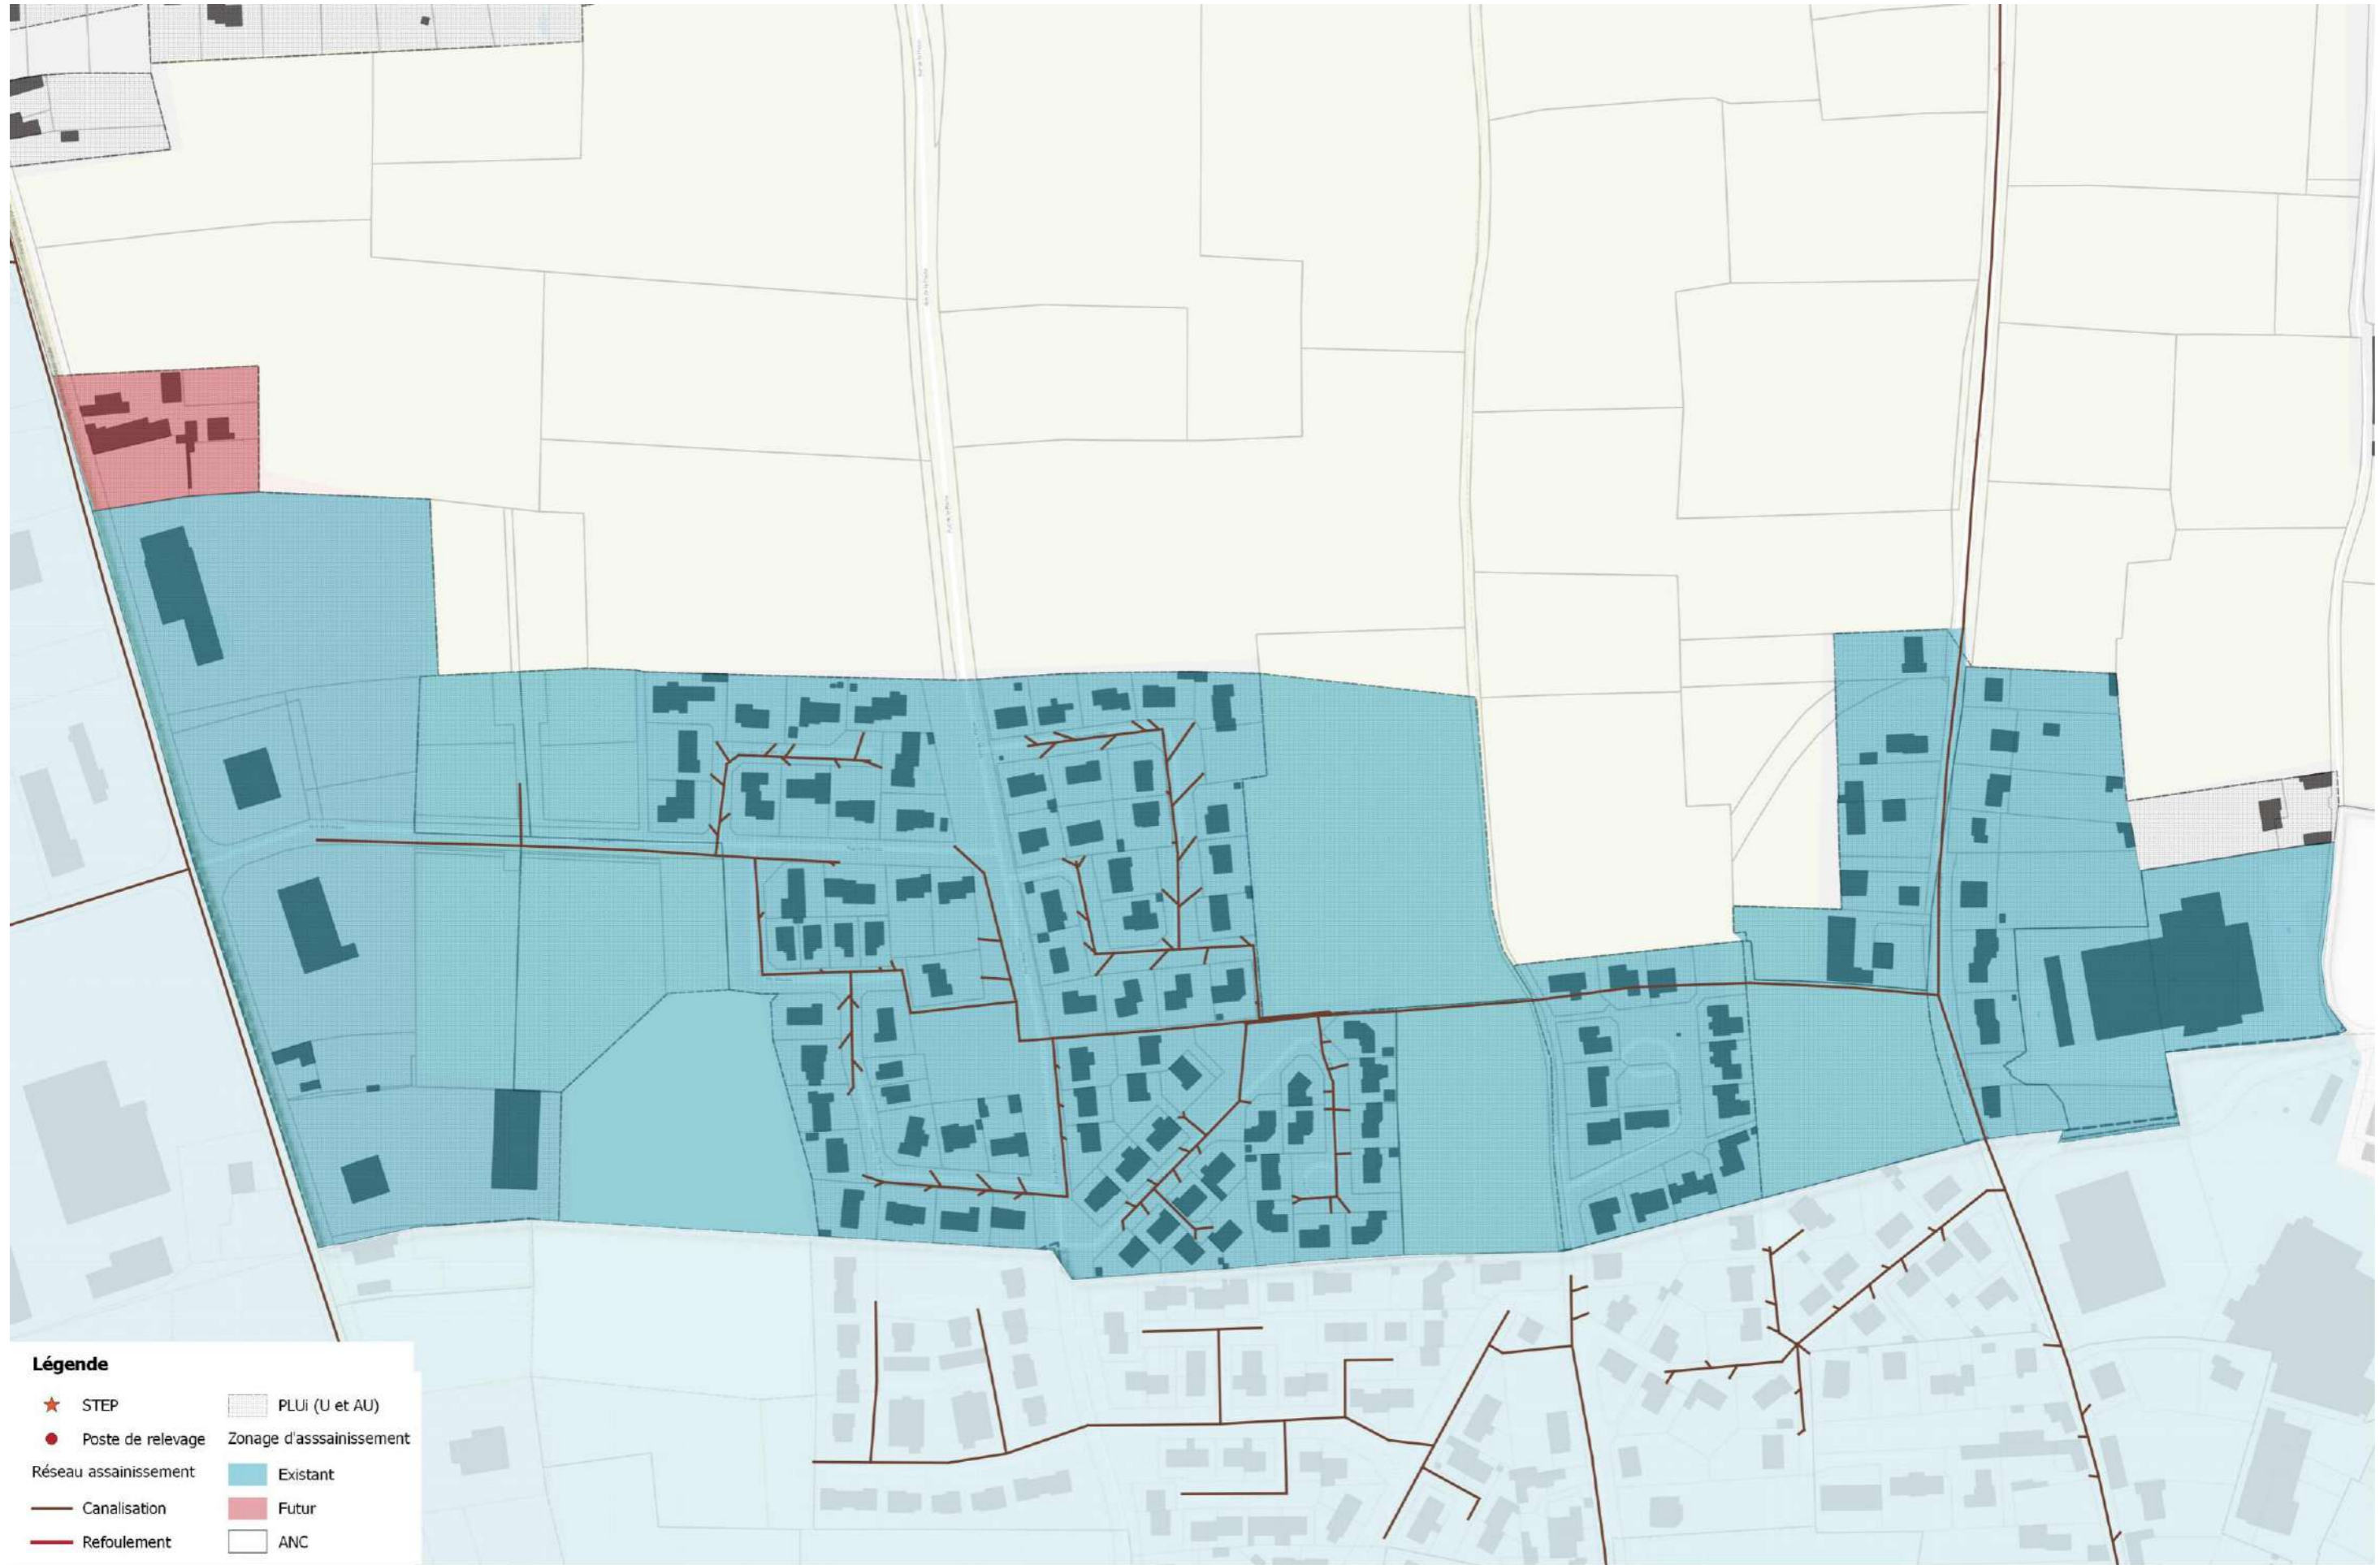 Légende
STEP
Poste de relevage
Réseau assainissement
Canalisation
Refoulement
PLUi (U et AU)
Zonage d'asssainissement
Existant
Futur
ANC